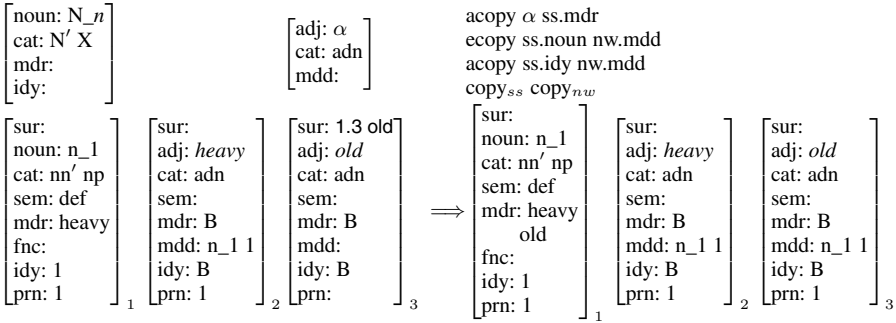 noun: N_n
cat: N′ X
mdr:
idy:
adj: α
cat: adn
mdd:
acopy α ss.mdr
ecopy ss.noun nw.mdd
acopy ss.idy nw.mdd
copyₛₛ copyₙw
sur:
noun: n_1
cat: nn′ np
sem: def
mdr: heavy
fnc:
idy: 1
prn: 1
1
sur:
adj: heavy
cat: adn
sem:
mdr: B
mdd: n_1 1
idy: B
prn: 1
2
sur: 1.3 old
adj: old
cat: adn
sem:
mdr: B
mdd:
idy: B
prn:
3
⟹
sur:
noun: n_1
cat: nn′ np
sem: def
mdr: heavy
old
fnc:
idy: 1
prn: 1
1
sur:
adj: heavy
cat: adn
sem:
mdr: B
mdd: n_1 1
idy: B
prn: 1
2
sur:
adj: old
cat: adn
sem:
mdr: B
mdd: n_1 1
idy: B
prn: 1
3